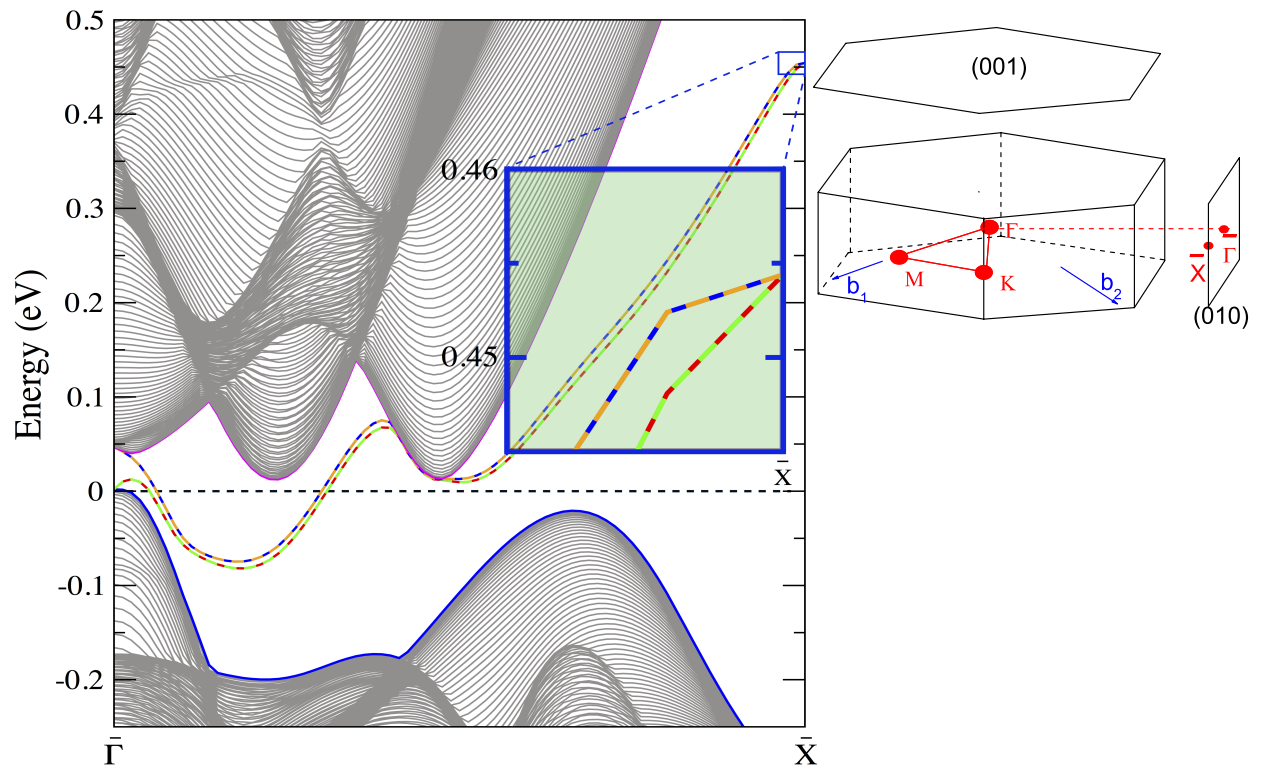 Energy (eV)
0.5
0.4
0.3
0.2
0.1
0
-0.1
-0.2
Γ̄
X̄
0.46
0.45
X̄
(001)
Γ
M
K
b₁
b₂
X̄
Γ̄
(010)